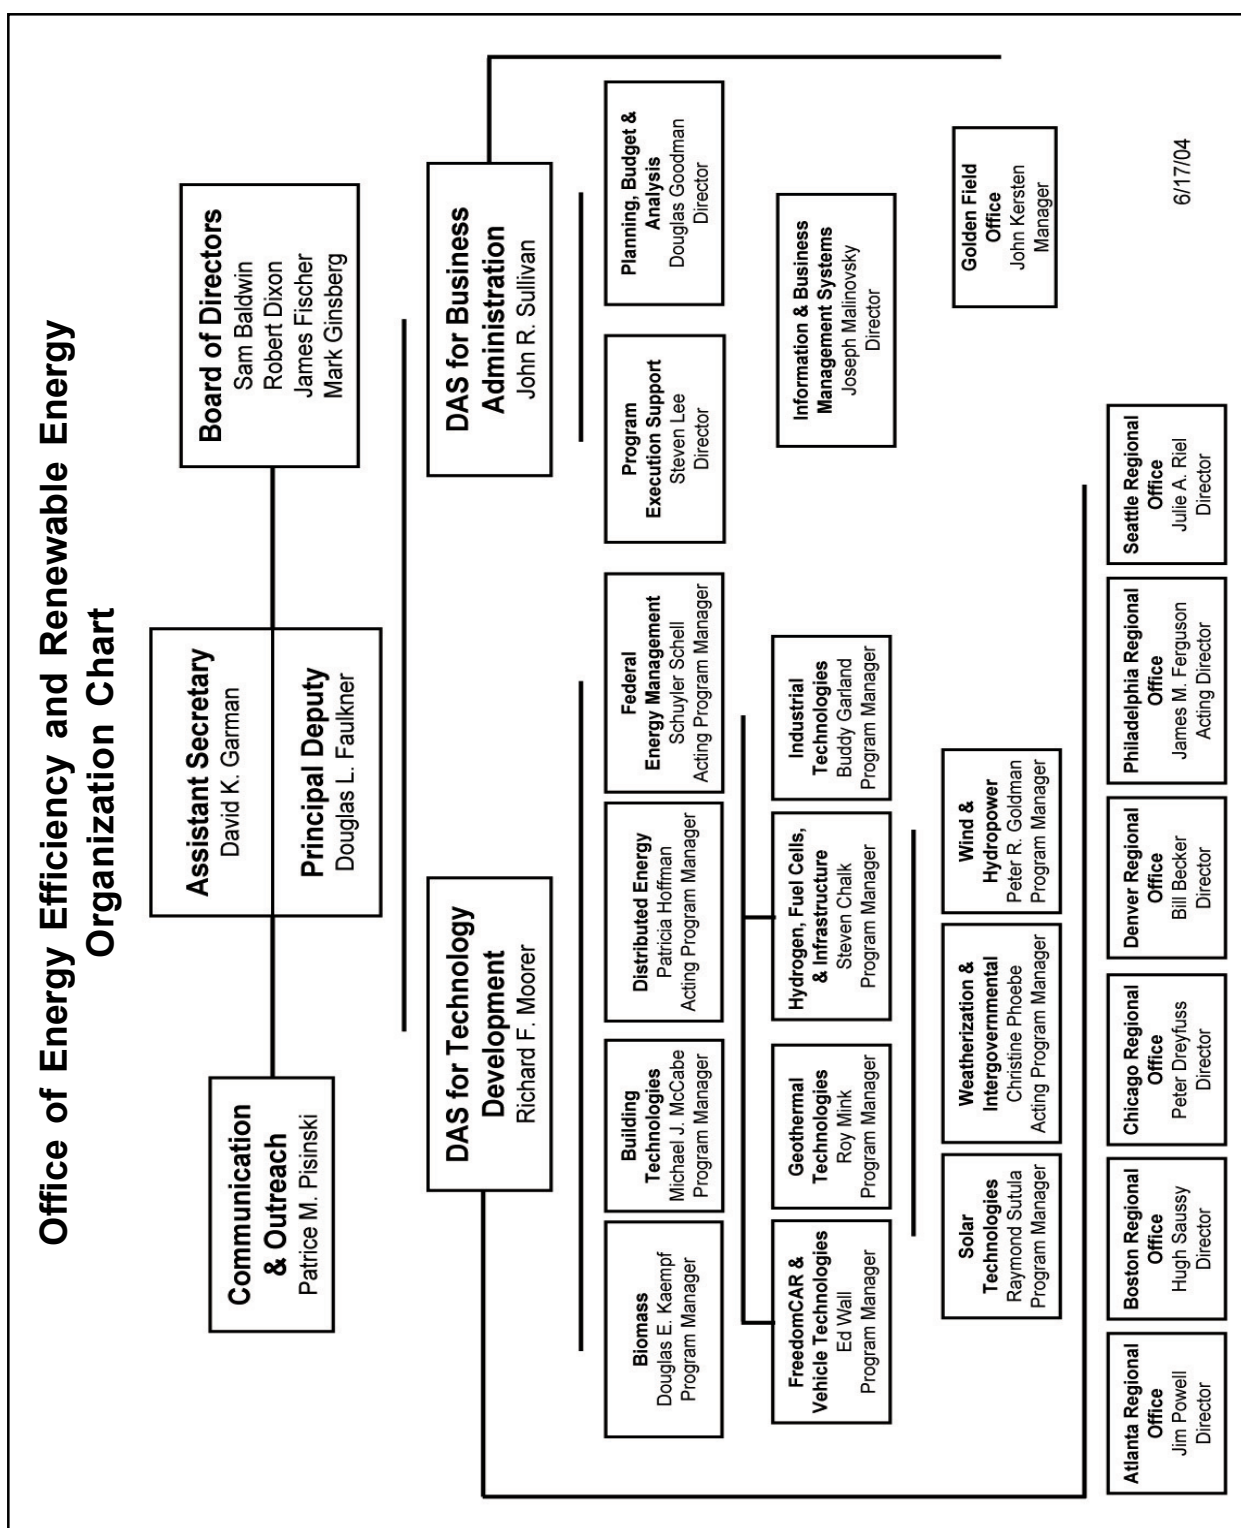 Office of Energy Efficiency and Renewable Energy
Organization Chart
Assistant Secretary
David K. Garman
Principal Deputy
Douglas L. Faulkner
Communication
& Outreach
Patrice M. Pisinski
Board of Directors
Sam Baldwin
Robert Dixon
James Fischer
Mark Ginsberg
DAS for Technology
Development
Richard F. Moorer
DAS for Business
Administration
John R. Sullivan
Biomass
Douglas E. Kaempf
Program Manager
Building
Technologies
Michael J. McCabe
Program Manager
Distributed Energy
Patricia Hoffman
Acting Program Manager
Federal
Energy Management
Schuyler Schell
Acting Program Manager
Program
Execution Support
Steven Lee
Director
Planning, Budget &
Analysis
Douglas Goodman
Director
FreedomCAR &
Vehicle Technologies
Ed Wall
Program Manager
Geothermal
Technologies
Roy Mink
Program Manager
Hydrogen, Fuel Cells,
& Infrastructure
Steven Chalk
Program Manager
Industrial
Technologies
Buddy Garland
Program Manager
Information & Business
Management Systems
Joseph Malinovsky
Director
Solar
Technologies
Raymond Sutula
Program Manager
Weatherization &
Intergovernmental
Christine Phoebe
Acting Program Manager
Wind &
Hydropower
Peter R. Goldman
Program Manager
Golden Field
Office
John Kersten
Manager
Atlanta Regional
Office
Jim Powell
Director
Boston Regional
Office
Hugh Saussy
Director
Chicago Regional
Office
Peter Dreyfuss
Director
Denver Regional
Office
Bill Becker
Director
Philadelphia Regional
Office
James M. Ferguson
Acting Director
Seattle Regional
Office
Julie A. Riel
Director
6/17/04